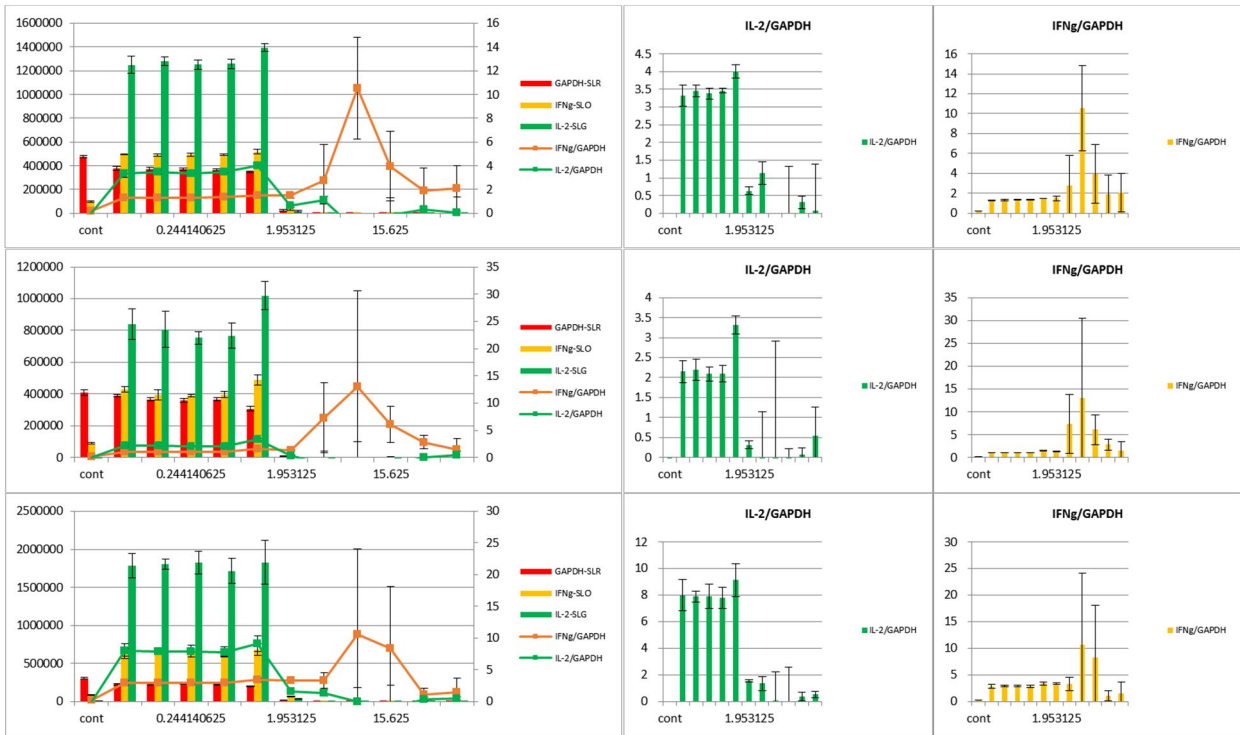 1600000
1400000
1200000
1000000
800000
600000
400000
200000
0
16
14
12
10
8
6
4
2
0
cont 0.244140625 1.953125 15.625
GAPDH-SLR
IFNg-SLO
IL-2-SLG
IFNg/GAPDH
IL-2/GAPDH
IL-2/GAPDH
4.5
4
3.5
3
2.5
2
1.5
1
0.5
0
cont 1.953125
IL-2/GAPDH
IFNg/GAPDH
16
14
12
10
8
6
4
2
0
cont 1.953125
IFNg/GAPDH
1200000
1000000
800000
600000
400000
200000
0
35
30
25
20
15
10
5
0
cont 0.244140625 1.953125 15.625
GAPDH-SLR
IFNg-SLO
IL-2-SLG
IFNg/GAPDH
IL-2/GAPDH
IL-2/GAPDH
4
3.5
3
2.5
2
1.5
1
0.5
0
cont 1.953125
IL-2/GAPDH
IFNg/GAPDH
35
30
25
20
15
10
5
0
cont 1.953125
IFNg/GAPDH
2500000
2000000
1500000
1000000
500000
0
30
25
20
15
10
5
0
cont 0.244140625 1.953125 15.625
GAPDH-SLR
IFNg-SLO
IL-2-SLG
IFNg/GAPDH
IL-2/GAPDH
IL-2/GAPDH
12
10
8
6
4
2
0
cont 1.953125
IL-2/GAPDH
IFNg/GAPDH
30
25
20
15
10
5
0
cont 1.953125
IFNg/GAPDH